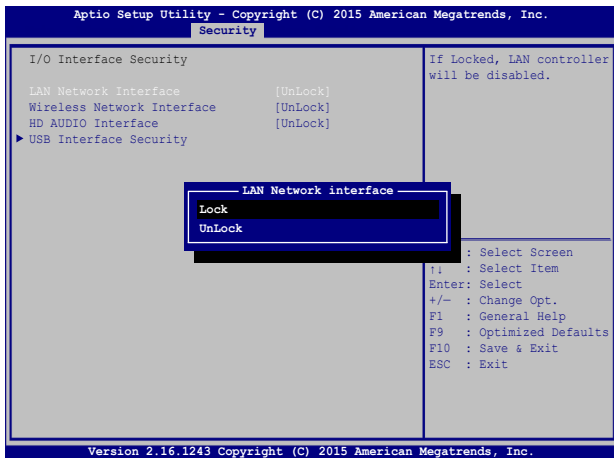 Aptio Setup Utility - Copyright (C) 2015 American Megatrends, Inc.
Security
I/O Interface Security
LAN Network Interface [UnLock]
Wireless Network Interface [UnLock]
HD AUDIO Interface [UnLock]
► USB Interface Security
If Locked, LAN controller
will be disabled.
LAN Network interface
Lock
UnLock
: Select Screen
↑↓ : Select Item
Enter: Select
+/— : Change Opt.
F1 : General Help
F9 : Optimized Defaults
F10 : Save & Exit
ESC : Exit
Version 2.16.1243 Copyright (C) 2015 American Megatrends, Inc.